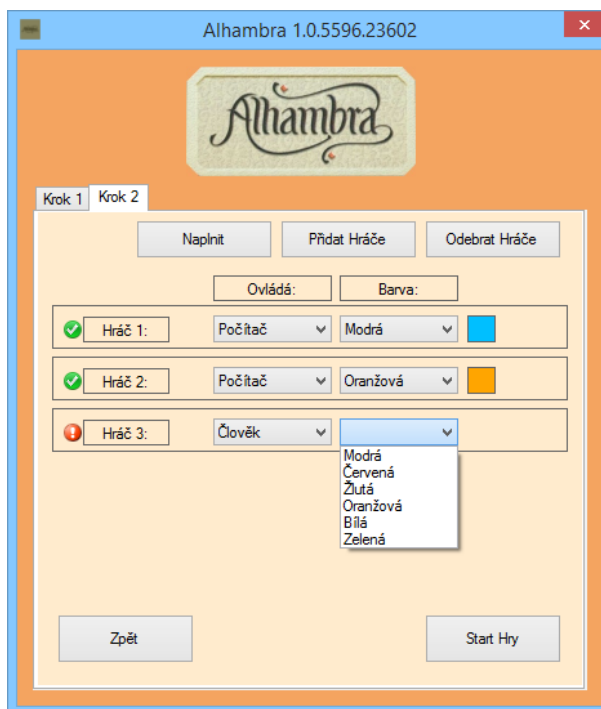 Alhambra 1.0.5596.23602
Alhambra
Krok 1 Krok 2
Naplnit Přidat Hráče Odebrat Hráče
Ovládá: Barva:
Hráč 1: Počítač Modrá
Hráč 2: Počítač Oranžová
Hráč 3: Člověk
Modrá
Červená
Žlutá
Oranžová
Bílá
Zelená
Zpět Start Hry